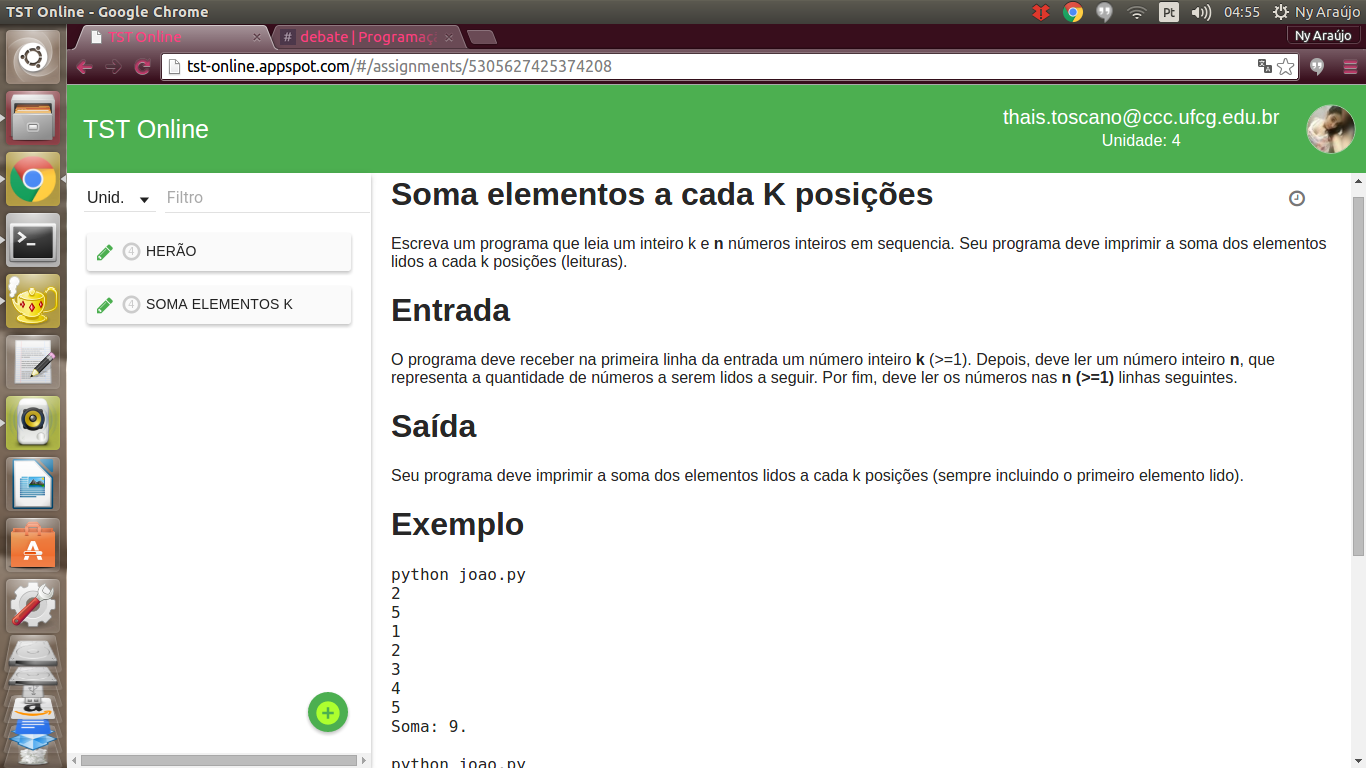 TST Online - Google Chrome
Pt
04:55
Ny Araújo
TST Online
# debate | Programaç
Ny Araújo
tst-online.appspot.com/#/assignments/5305627425374208
TST Online
thais.toscano@ccc.ufcg.edu.br
Unidade: 4
Unid.
Filtro
4 HERÃO
4 SOMA ELEMENTOS K
Soma elementos a cada K posições
Escreva um programa que leia um inteiro k e n números inteiros em sequencia. Seu programa deve imprimir a soma dos elementos
lidos a cada k posições (leituras).
Entrada
O programa deve receber na primeira linha da entrada um número inteiro k (>=1). Depois, deve ler um número inteiro n, que
representa a quantidade de números a serem lidos a seguir. Por fim, deve ler os números nas n (>=1) linhas seguintes.
Saída
Seu programa deve imprimir a soma dos elementos lidos a cada k posições (sempre incluindo o primeiro elemento lido).
Exemplo
python joao.py
2
5
1
2
3
4
5
Soma: 9.
python joao.py